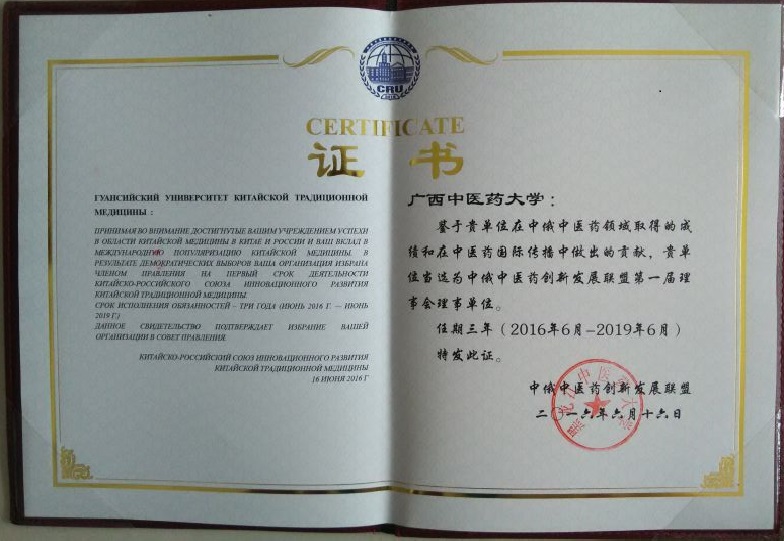 CRU
CERTIFICATE
证 书
ГУАНСИЙСКИЙ УНИВЕРСИТЕТ КИТАЙСКОЙ ТРАДИЦИОННОЙ
МЕДИЦИНЫ :
ПРИНИМАЯ ВО ВНИМАНИЕ ДОСТИГНУТЫЕ ВАШИМ УЧРЕЖДЕНИЕМ УСПЕХИ
В ОБЛАСТИ КИТАЙСКОЙ МЕДИЦИНЫ В КИТАЕ И РОССИИ И ВАШ ВКЛАД В
МЕЖДУНАРОДНУЮ ПОПУЛЯРИЗАЦИЮ КИТАЙСКОЙ МЕДИЦИНЫ, В
РЕЗУЛЬТАТЕ ДЕМОКРАТИЧЕСКИХ ВЫБОРОВ ВАША ОРГАНИЗАЦИЯ ИЗБРАНА
ЧЛЕНОМ ПРАВЛЕНИЯ НА ПЕРВЫЙ СРОК ДЕЯТЕЛЬНОСТИ
КИТАЙСКО-РОССИЙСКОГО СОЮЗА ИННОВАЦИОННОГО РАЗВИТИЯ
КИТАЙСКОЙ ТРАДИЦИОННОЙ МЕДИЦИНЫ.
СРОК ИСПОЛНЕНИЯ ОБЯЗАННОСТЕЙ – ТРИ ГОДА (ИЮНЬ 2016 Г. — ИЮНЬ
2019 Г.)
ДАННОЕ СВИДЕТЕЛЬСТВО ПОДТВЕРЖДАЕТ ИЗБРАНИЕ ВАШЕЙ
ОРГАНИЗАЦИИ В СОВЕТ ПРАВЛЕНИЯ.
КИТАЙСКО-РОССИЙСКИЙ СОЮЗ ИННОВАЦИОННОГО РАЗВИТИЯ
КИТАЙСКОЙ ТРАДИЦИОННОЙ МЕДИЦИНЫ
16 ИЮНЯ 2016 Г
广西中医药大学：
鉴于贵单位在中俄中医药领域取得的成
绩和在中医药国际传播中做出的贡献，贵单
位当选为中俄中医药创新发展联盟第一届理
事会理事单位。
任期三年（2016年6月–2019年6月）
特发此证。
中俄中医药创新发展联盟
二〇一六年六月十六日
黑龙江中医药大学